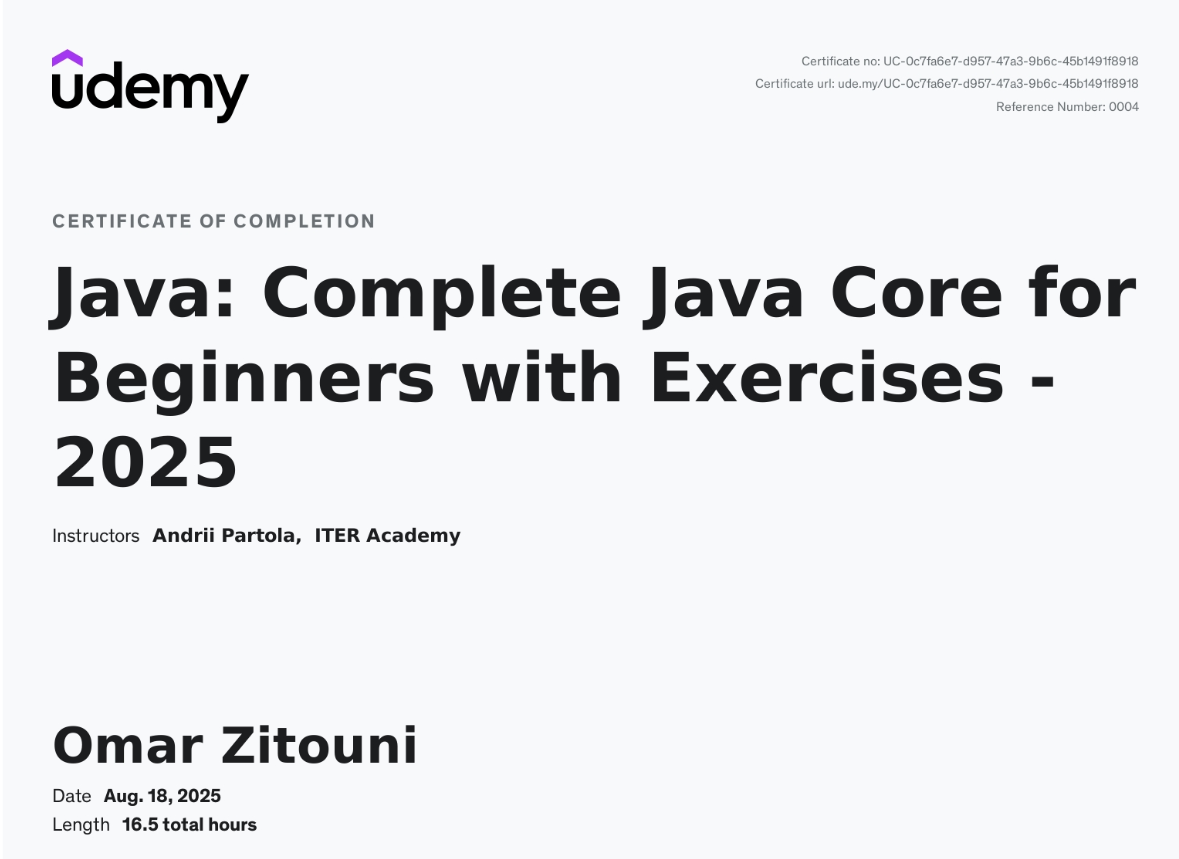 udemy
Certificate no: UC-0c7fa6e7-d957-47a3-9b6c-45b1491f8918
Certificate url: ude.my/UC-0c7fa6e7-d957-47a3-9b6c-45b1491f8918
Reference Number: 0004
CERTIFICATE OF COMPLETION
Java: Complete Java Core for
Beginners with Exercises -
2025
Instructors Andrii Partola, ITER Academy
Omar Zitouni
Date Aug. 18, 2025
Length 16.5 total hours